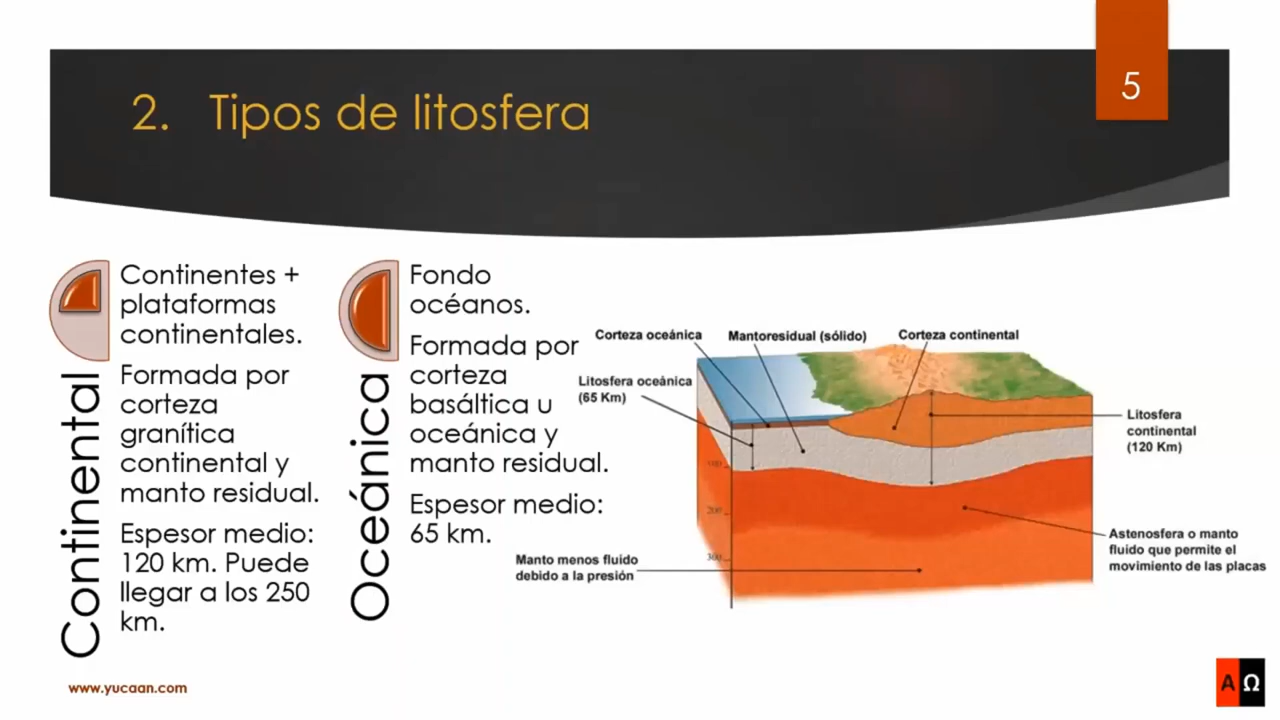 5
2. Tipos de litosfera
Continental
Continentes +
plataformas
continentales.
Formada por
corteza
granítica
continental y
manto residual.
Espesor medio:
120 km. Puede
llegar a los 250
km.
Oceánica
Fondo
océanos.
Formada por
corteza
basáltica u
oceánica y
manto residual.
Espesor medio:
65 km.
Corteza oceánica
Mantoresidual (sólido)
Corteza continental
Litosfera oceánica
(65 Km)
Litosfera
continental
(120 Km)
100
200
300
Astenosfera o manto
fluido que permite el
movimiento de las placas
Manto menos fluido
debido a la presión
www.yucaan.com
AΩ